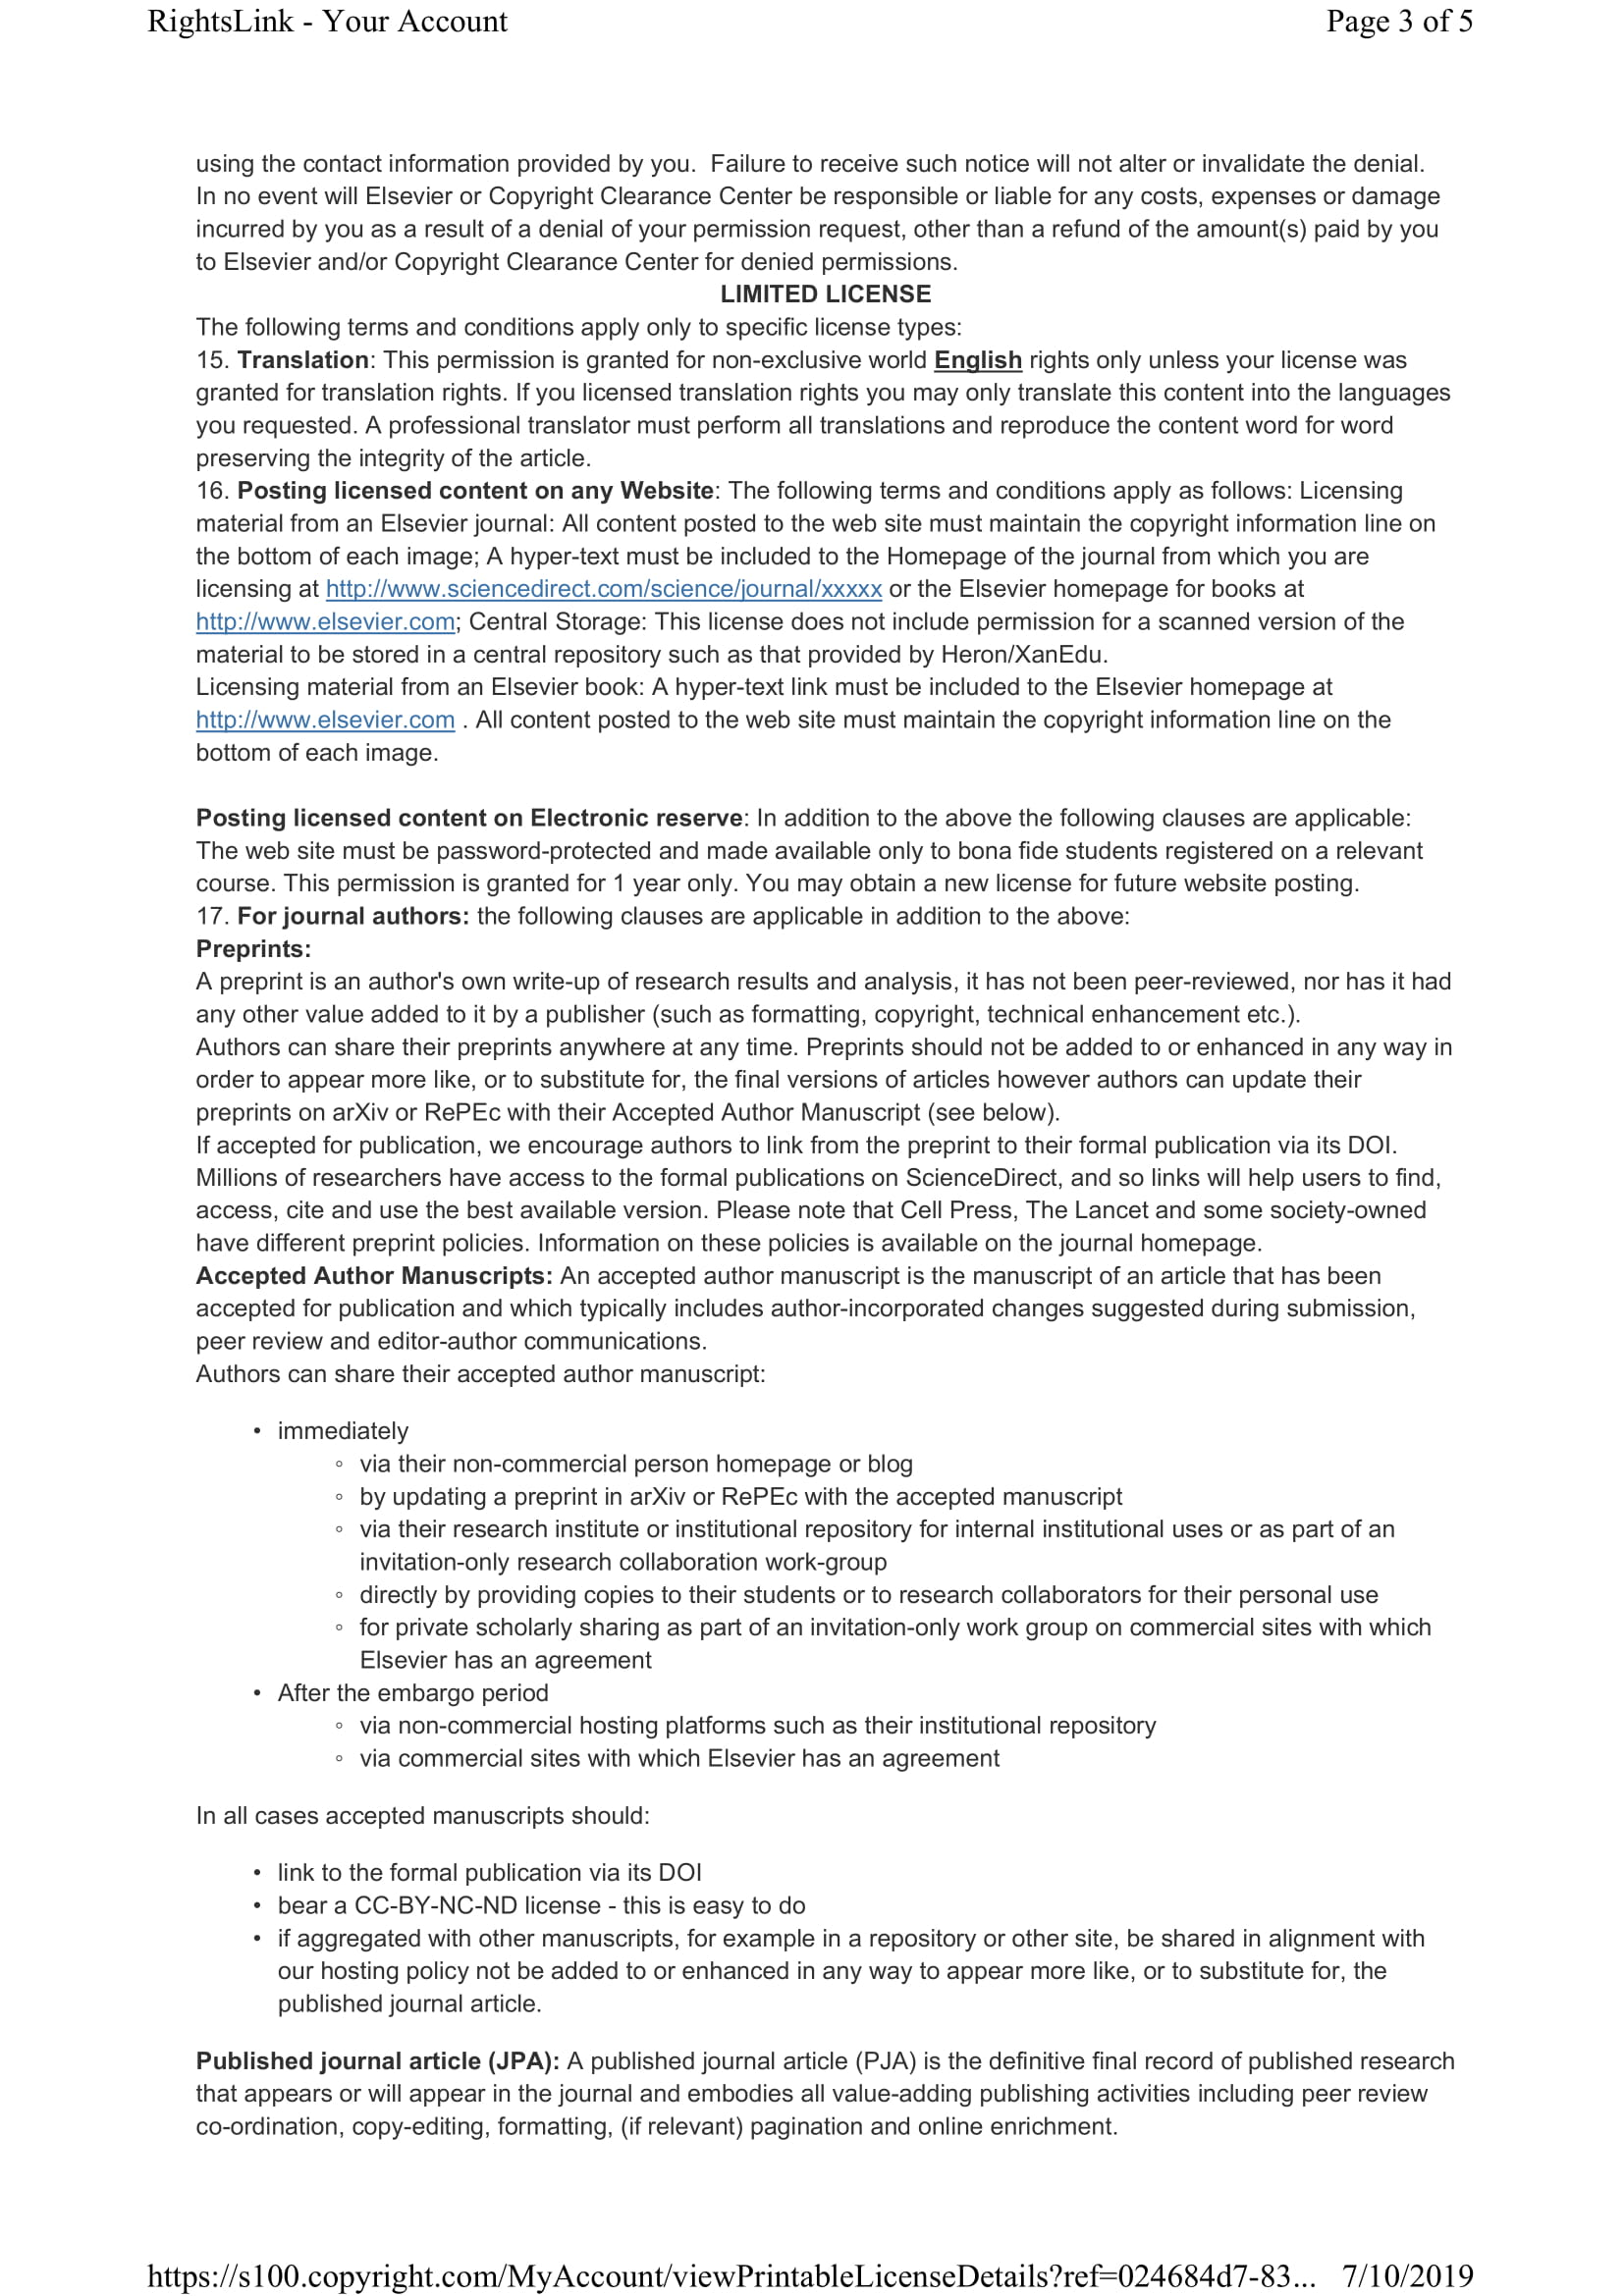 RightsLink - Your Account Page 3 of 5
using the contact information provided by you.  Failure to receive such notice will not alter or invalidate the denial.
In no event will Elsevier or Copyright Clearance Center be responsible or liable for any costs, expenses or damage
incurred by you as a result of a denial of your permission request, other than a refund of the amount(s) paid by you
to Elsevier and/or Copyright Clearance Center for denied permissions.
LIMITED LICENSE
The following terms and conditions apply only to specific license types:
15. Translation: This permission is granted for non-exclusive world English rights only unless your license was
granted for translation rights. If you licensed translation rights you may only translate this content into the languages
you requested. A professional translator must perform all translations and reproduce the content word for word
preserving the integrity of the article.
16. Posting licensed content on any Website: The following terms and conditions apply as follows: Licensing
material from an Elsevier journal: All content posted to the web site must maintain the copyright information line on
the bottom of each image; A hyper-text must be included to the Homepage of the journal from which you are
licensing at http://www.sciencedirect.com/science/journal/xxxxx or the Elsevier homepage for books at
http://www.elsevier.com; Central Storage: This license does not include permission for a scanned version of the
material to be stored in a central repository such as that provided by Heron/XanEdu.
Licensing material from an Elsevier book: A hyper-text link must be included to the Elsevier homepage at
http://www.elsevier.com . All content posted to the web site must maintain the copyright information line on the
bottom of each image.
Posting licensed content on Electronic reserve: In addition to the above the following clauses are applicable:
The web site must be password-protected and made available only to bona fide students registered on a relevant
course. This permission is granted for 1 year only. You may obtain a new license for future website posting.
17. For journal authors: the following clauses are applicable in addition to the above:
Preprints:
A preprint is an author's own write-up of research results and analysis, it has not been peer-reviewed, nor has it had
any other value added to it by a publisher (such as formatting, copyright, technical enhancement etc.).
Authors can share their preprints anywhere at any time. Preprints should not be added to or enhanced in any way in
order to appear more like, or to substitute for, the final versions of articles however authors can update their
preprints on arXiv or RePEc with their Accepted Author Manuscript (see below).
If accepted for publication, we encourage authors to link from the preprint to their formal publication via its DOI.
Millions of researchers have access to the formal publications on ScienceDirect, and so links will help users to find,
access, cite and use the best available version. Please note that Cell Press, The Lancet and some society-owned
have different preprint policies. Information on these policies is available on the journal homepage.
Accepted Author Manuscripts: An accepted author manuscript is the manuscript of an article that has been
accepted for publication and which typically includes author-incorporated changes suggested during submission,
peer review and editor-author communications.
Authors can share their accepted author manuscript:
• immediately
◦ via their non-commercial person homepage or blog
◦ by updating a preprint in arXiv or RePEc with the accepted manuscript
◦ via their research institute or institutional repository for internal institutional uses or as part of an
invitation-only research collaboration work-group
◦ directly by providing copies to their students or to research collaborators for their personal use
◦ for private scholarly sharing as part of an invitation-only work group on commercial sites with which
Elsevier has an agreement
• After the embargo period
◦ via non-commercial hosting platforms such as their institutional repository
◦ via commercial sites with which Elsevier has an agreement
In all cases accepted manuscripts should:
• link to the formal publication via its DOI
• bear a CC-BY-NC-ND license - this is easy to do
• if aggregated with other manuscripts, for example in a repository or other site, be shared in alignment with
our hosting policy not be added to or enhanced in any way to appear more like, or to substitute for, the
published journal article.
Published journal article (JPA): A published journal article (PJA) is the definitive final record of published research
that appears or will appear in the journal and embodies all value-adding publishing activities including peer review
co-ordination, copy-editing, formatting, (if relevant) pagination and online enrichment.
https://s100.copyright.com/MyAccount/viewPrintableLicenseDetails?ref=024684d7-83... 7/10/2019